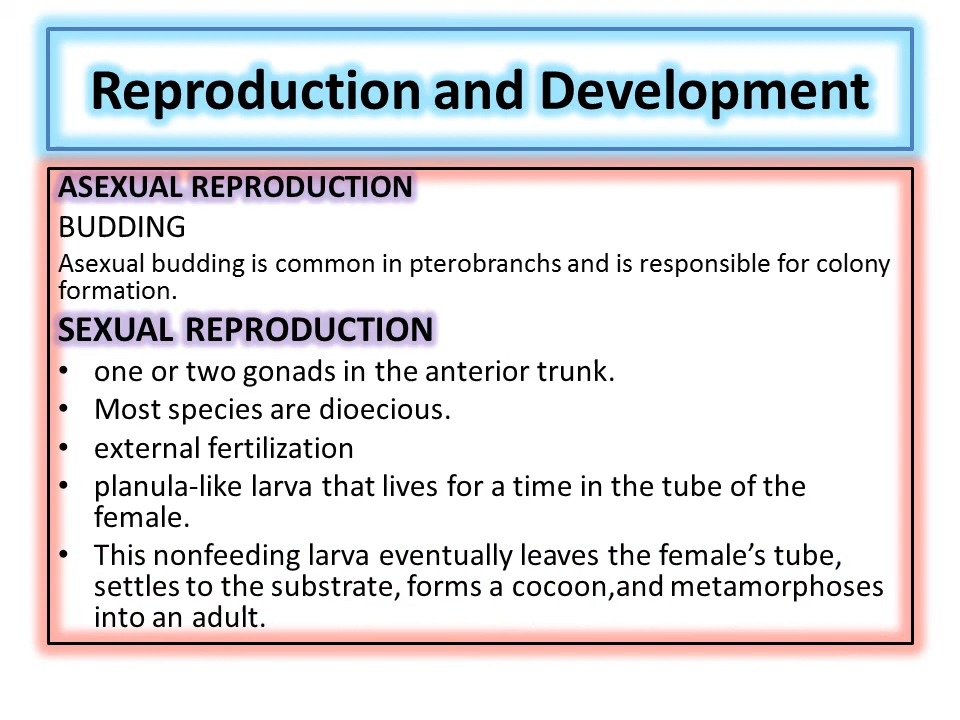 Reproduction and Development
ASEXUAL REPRODUCTION
BUDDING
Asexual budding is common in pterobranchs and is responsible for colony
formation.
SEXUAL REPRODUCTION
• one or two gonads in the anterior trunk.
• Most species are dioecious.
• external fertilization
• planula-like larva that lives for a time in the tube of the
female.
• This nonfeeding larva eventually leaves the female’s tube,
settles to the substrate, forms a cocoon,and metamorphoses
into an adult.